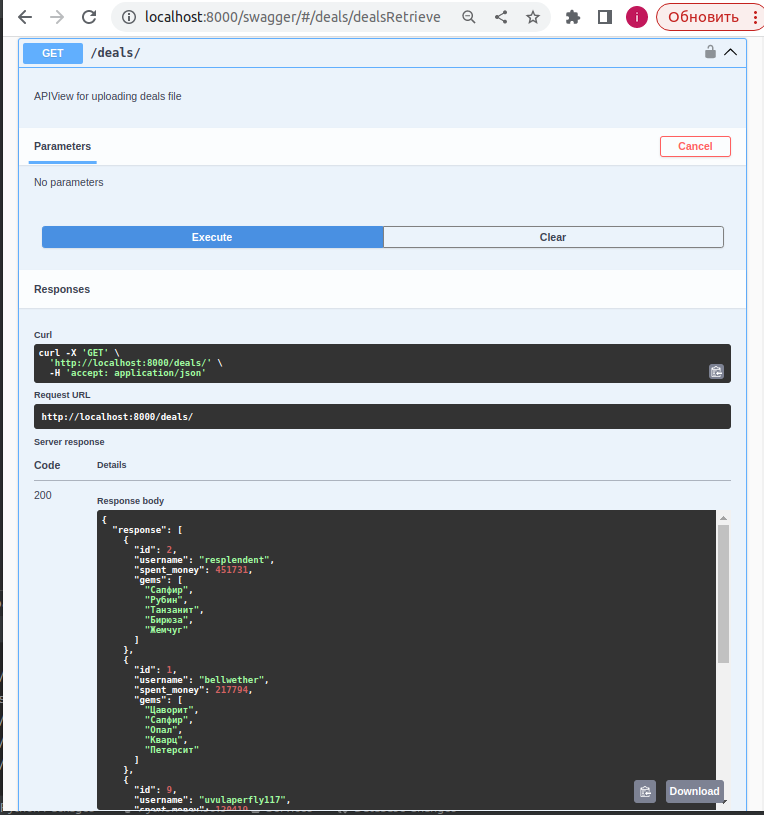 localhost:8000/swagger/#/deals/dealsRetrieve
i
Обновить
GET /deals/
APIView for uploading deals file
Parameters
Cancel
No parameters
Execute
Clear
Responses
Curl
curl -X 'GET' \
'http://localhost:8000/deals/' \
-H 'accept: application/json'
Request URL
http://localhost:8000/deals/
Server response
Code Details
200
Response body
{
"response": [
{
"id": 2,
"username": "resplendent",
"spent_money": 451731,
"gems": [
"Сапфир",
"Рубин",
"Танзанит",
"Бирюза",
"Жемчуг"
]
},
{
"id": 1,
"username": "bellwether",
"spent_money": 217794,
"gems": [
"Цаворит",
"Сапфир",
"Опал",
"Кварц",
"Петерсит"
]
},
{
"id": 9,
"username": "uvulaperfly117",
Download